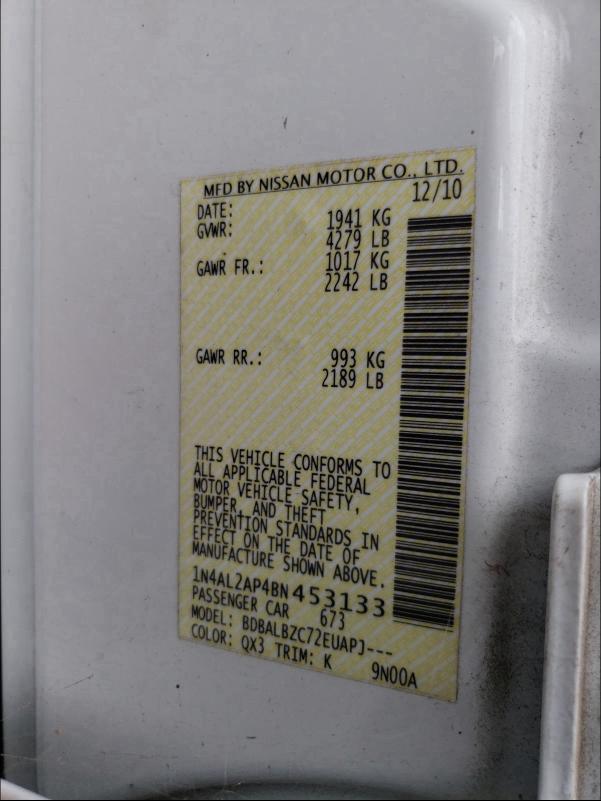 MFD BY NISSAN MOTOR CO., LTD.
DATE: 12/10
GVWR: 1941 KG
4279 LB
GAWR FR.: 1017 KG
2242 LB
GAWR RR.: 993 KG
2189 LB
THIS VEHICLE CONFORMS TO
ALL APPLICABLE FEDERAL
MOTOR VEHICLE SAFETY,
BUMPER, AND THEFT
PREVENTION STANDARDS IN
EFFECT ON THE DATE OF
MANUFACTURE SHOWN ABOVE.
1N4AL2AP4BN453133
PASSENGER CAR 673
MODEL: BDBALBZC72EUAPJ---
COLOR: QX3 TRIM: K 9N00A